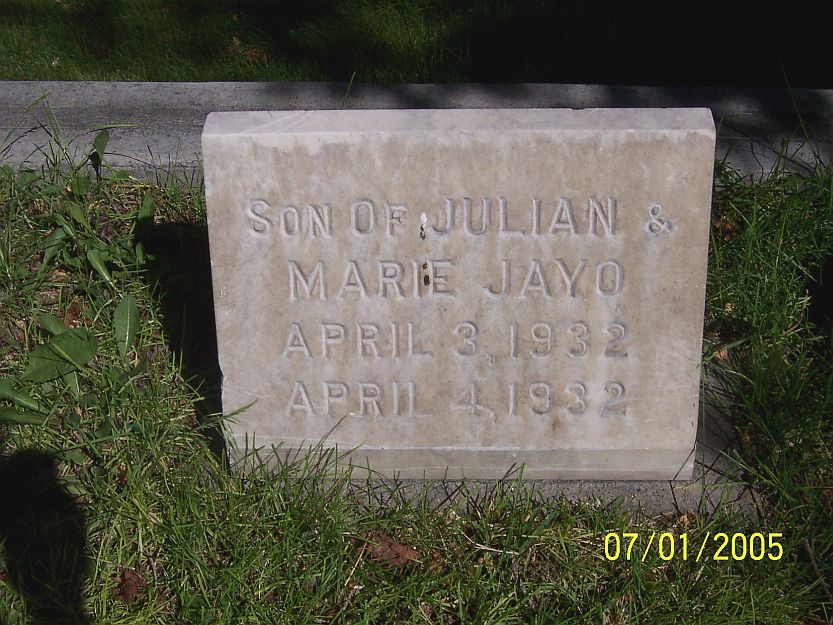 SON OF JULIAN &
MARIE JAYO
APRIL 3, 1932
APRIL 4, 1932
07/01/2005